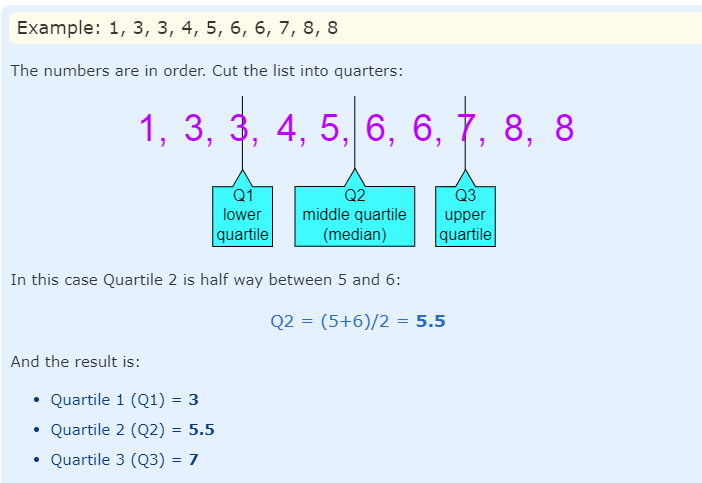 Example: 1, 3, 3, 4, 5, 6, 6, 7, 8, 8
The numbers are in order. Cut the list into quarters:
1, 3, 3, 4, 5, 6, 6, 7, 8, 8
Q1
lower
quartile
Q2
middle quartile
(median)
Q3
upper
quartile
In this case Quartile 2 is half way between 5 and 6:
Q2 = (5+6)/2 = 5.5
And the result is:
• Quartile 1 (Q1) = 3
• Quartile 2 (Q2) = 5.5
• Quartile 3 (Q3) = 7